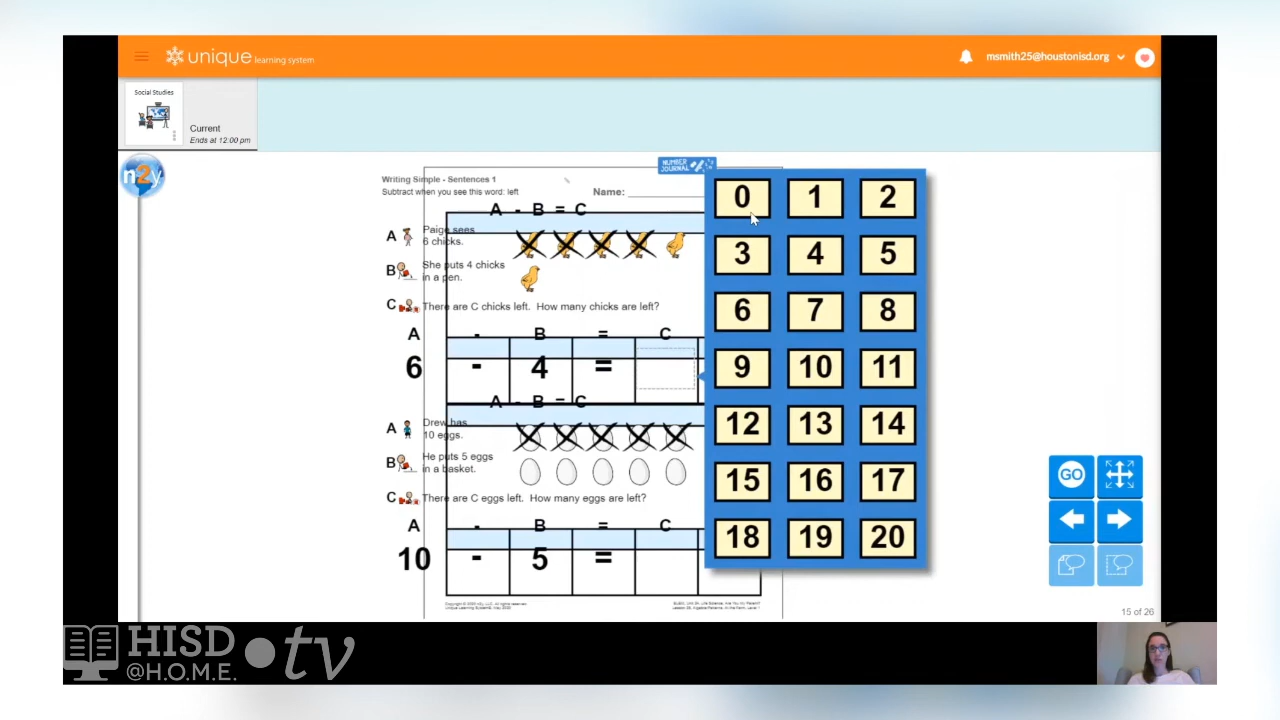 unique learning system
msmith25@houstonisd.org
Social Studies
Current
Ends at 12:00 pm
n2y
NUMBER JOURNAL
Writing Simple - Sentences 1
Subtract when you see this word: left
Name:
A - B = C
A Paige sees
6 chicks.
B She puts 4 chicks
in a pen.
C There are C chicks left. How many chicks are left?
A - B = C
6 - 4 =
A - B = C
A Drew has
10 eggs.
B He puts 5 eggs
in a basket.
C There are C eggs left. How many eggs are left?
A - B = C
10 - 5 =
0 1 2
3 4 5
6 7 8
9 10 11
12 13 14
15 16 17
18 19 20
GO
15 of 26
HISD
@H.O.M.E.
tv